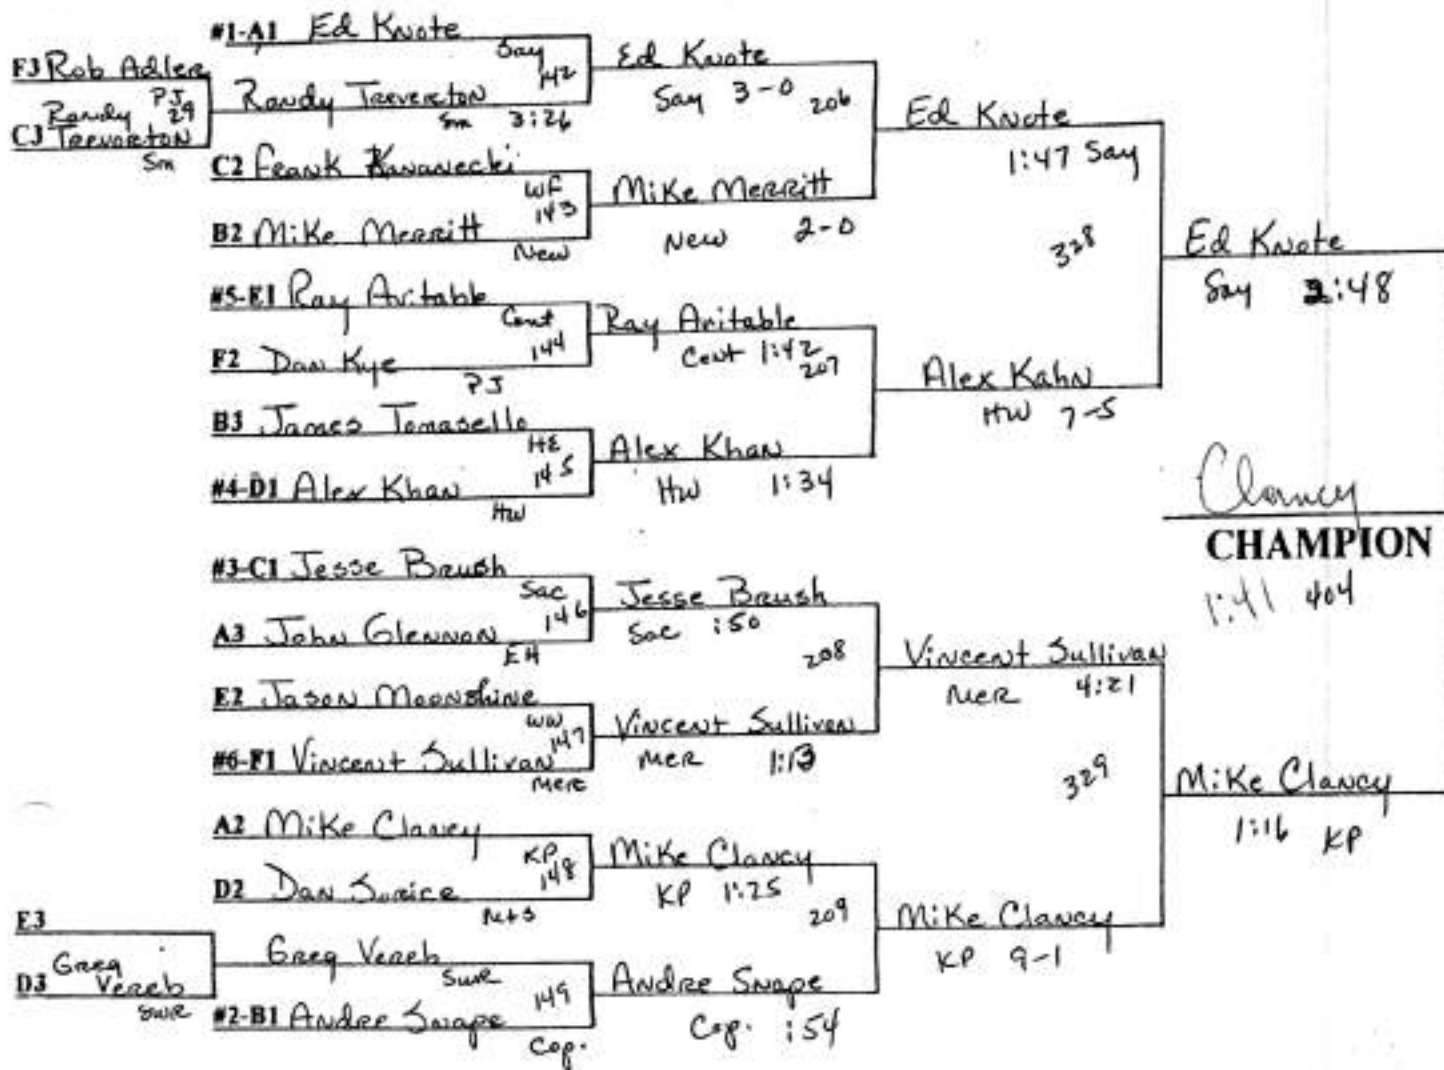 #1-A1 Ed Knote
Say
142
F3 Rob Adler
PJ
29
Randy
C3 Trevorton
Sm
Randy Treverton
Sm 3:26
Ed Knote
Say 3-0
206
C2 Frank Kananecki
WF
143
B2 Mike Merritt
New
Mike Merritt
New 2-0
Ed Knote
1:47 Say
328
#5-E1 Ray Aritable
Cent
144
F2 Dan Kye
PJ
Ray Aritable
Cent 1:42
207
B3 James Tomasello
HE
145
#4-D1 Alex Khan
HW
Alex Khan
HW 1:34
Alex Kahn
HW 7-5
Ed Knote
Say 2:48
Clancy
CHAMPION
1:41 404
#3-C1 Jesse Brush
Sac
146
A3 John Glennon
EH
Jesse Brush
Sac :50
208
E2 Jason Moonshine
WW
147
#6-F1 Vincent Sullivan
Mer
Vincent Sullivan
Mer 1:13
Vincent Sullivan
Mer 4:21
329
A2 Mike Clancy
KP
148
D2 Dan Sorice
Mts
Mike Clancy
KP 1:25
209
E3
Greg
D3 Vereb
SWR
Greg Vereb
SWR
149
#2-B1 Andre Snape
Cop.
Andre Snape
Cop. :54
Mike Clancy
KP 9-1
Mike Clancy
1:16 KP